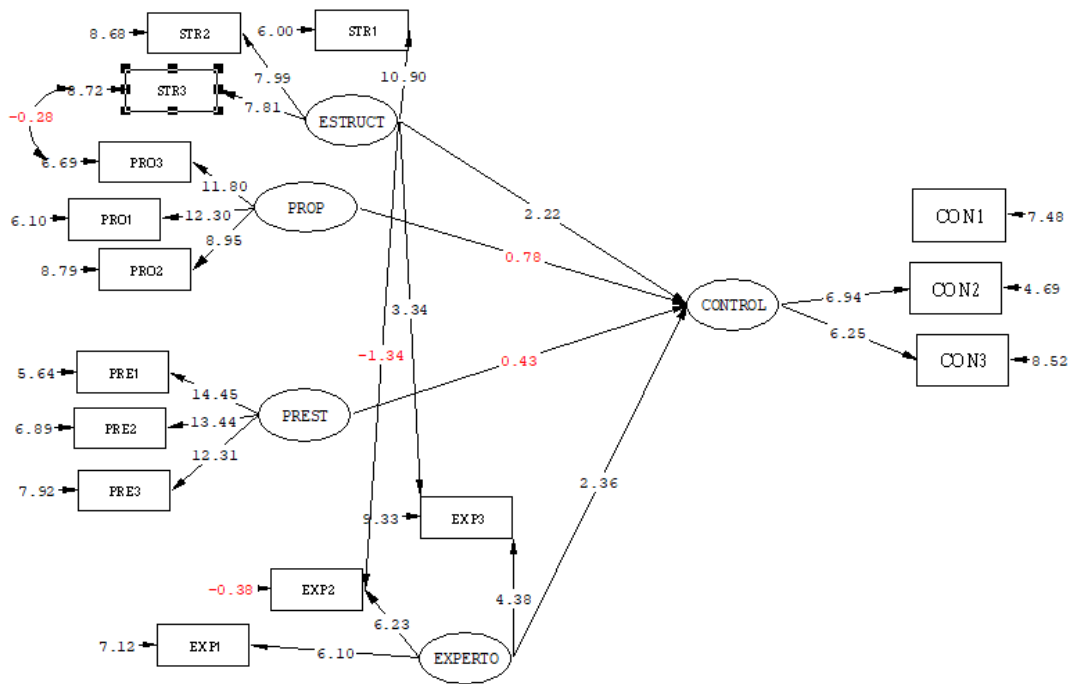 8.68 STR2
6.00 STR1
10.90
7.99
8.72 STR3
7.81
-0.28
ESTRUCT
6.69 PRO3
11.80
6.10 PRO1
12.30
PROP
8.95
8.79 PRO2
2.22
0.78
CON1 7.48
CONTROL
6.94
CON2 4.69
6.25
CON3 8.52
3.34
-1.34
0.43
5.64 PRE1
14.45
6.89 PRE2
13.44
PREST
12.31
7.92 PRE3
2.36
9.33 EXP3
-0.38 EXP2
4.38
6.23
7.12 EXP1
6.10
EXPERTO